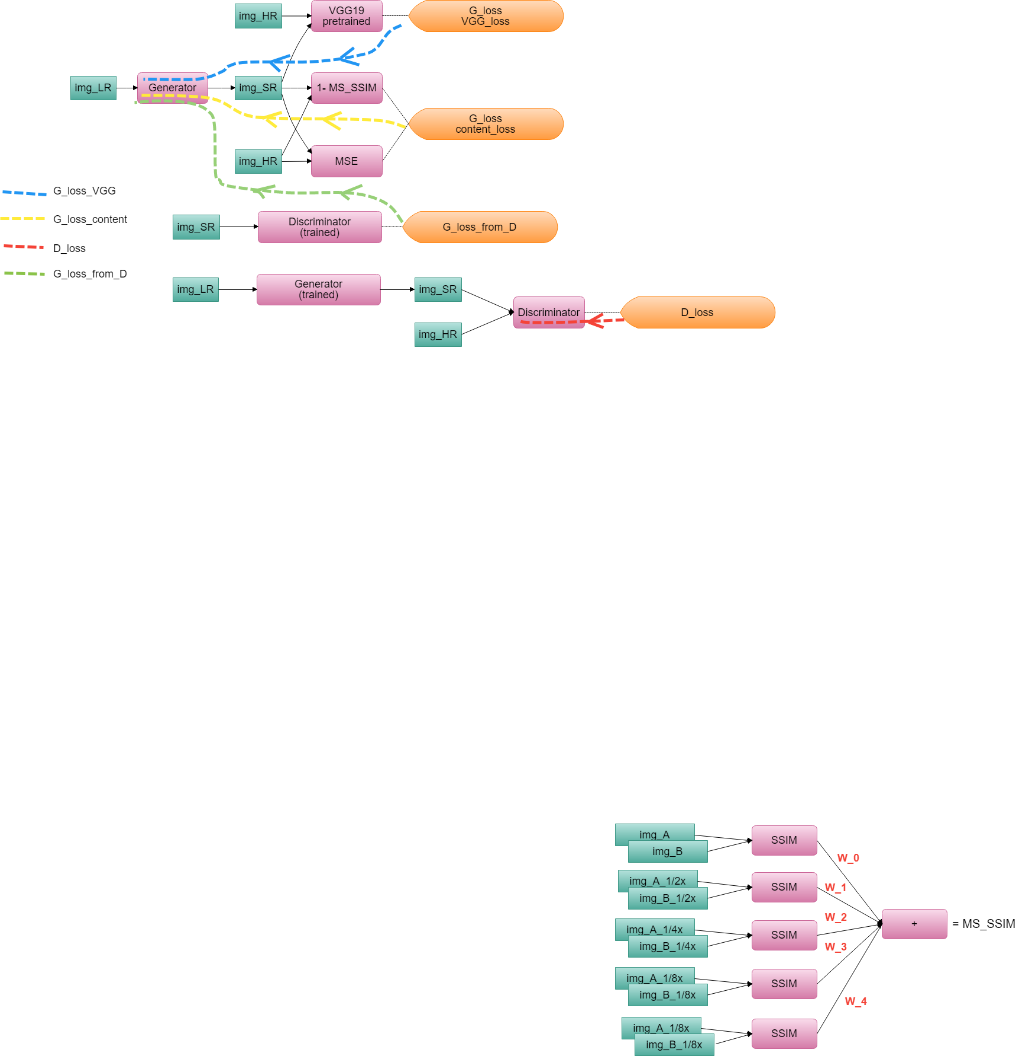 img_HR
VGG19
pretrained
G_loss
VGG_loss
Img_LR
Generator
Img_SR
1- MS_SSIM
G_loss
content_loss
img_HR
MSE
G_loss_VGG
G_loss_content
D_loss
G_loss_from_D
img_SR
Discriminator
(trained)
G_loss_from_D
img_LR
Generator
(trained)
img_SR
img_HR
Discriminator
D_loss
img_A
img_B
SSIM
W_0
img_A_1/2x
img_B_1/2x
SSIM
W_1
img_A_1/4x
img_B_1/4x
SSIM
W_2
+
= MS_SSIM
img_A_1/8x
img_B_1/8x
SSIM
W_3
img_A_1/8x
img_B_1/8x
SSIM
W_4